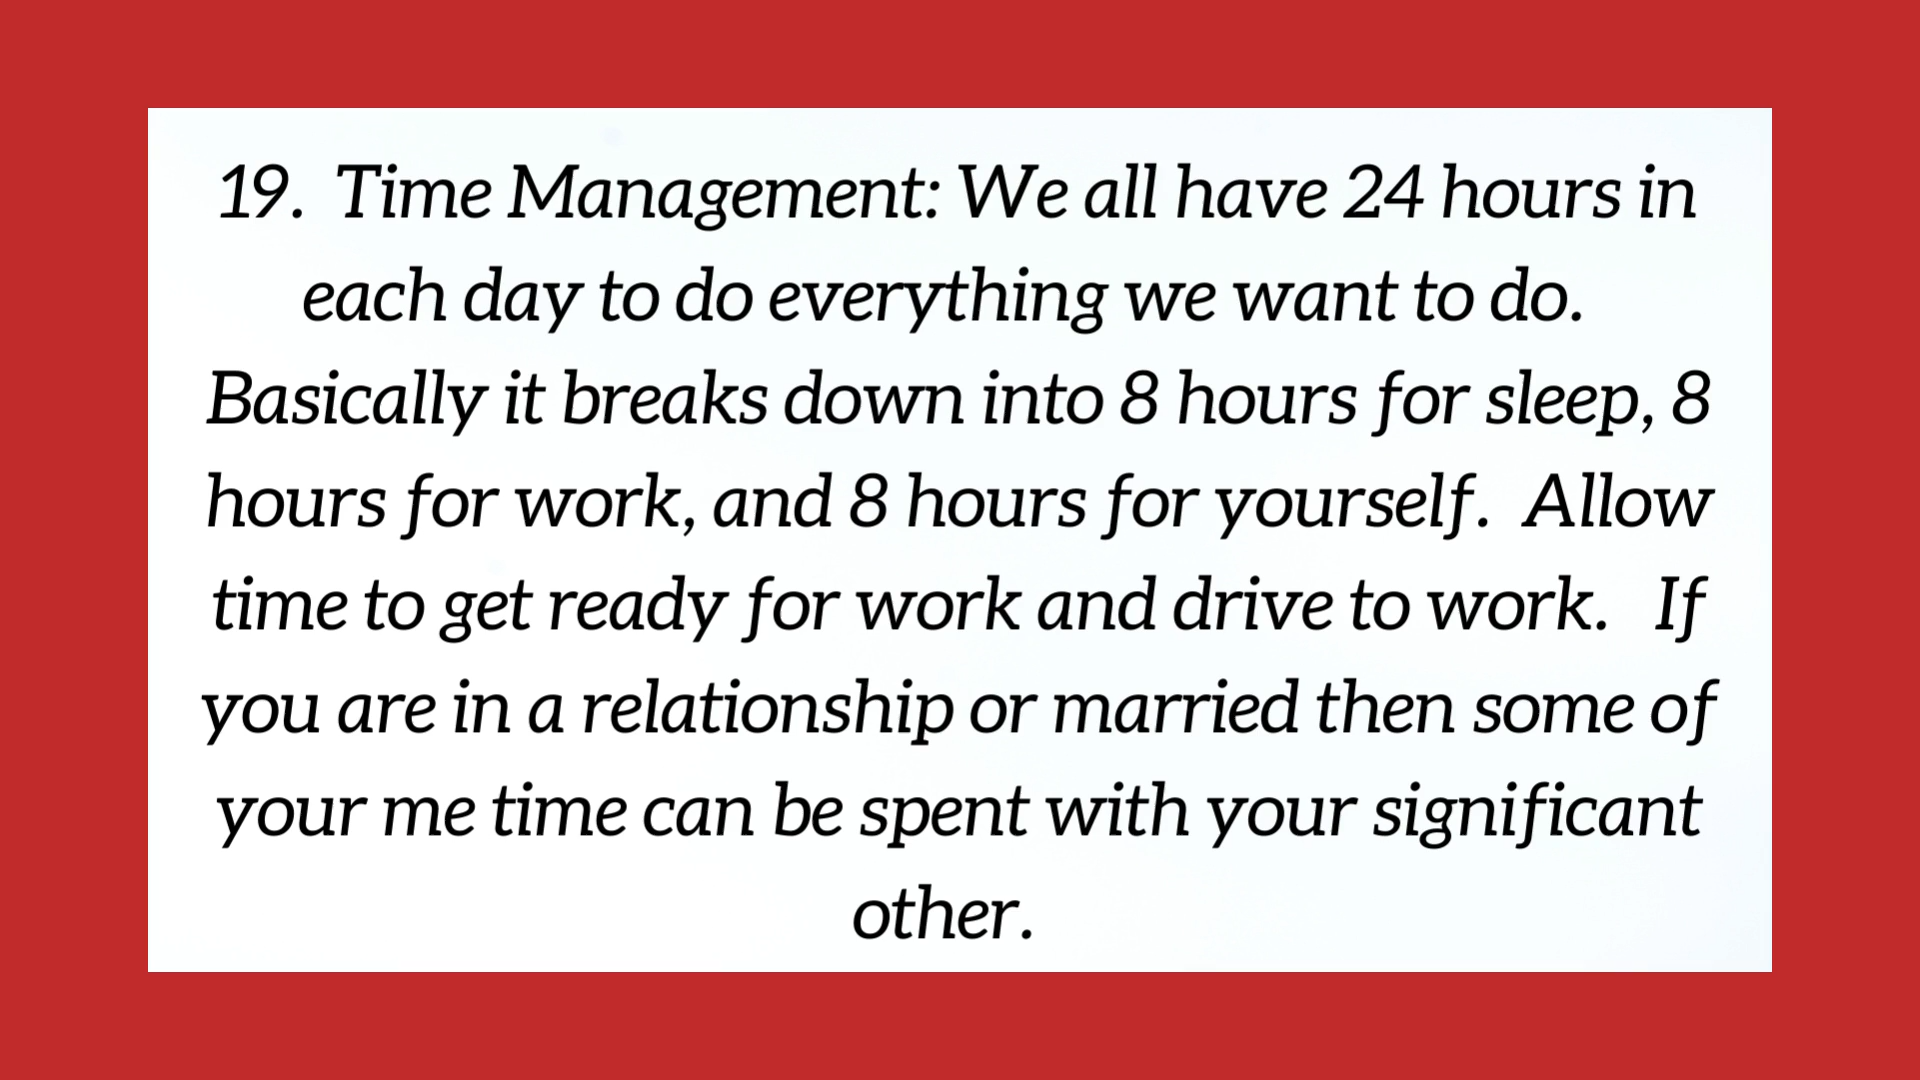 19.  Time Management: We all have 24 hours in
each day to do everything we want to do.
Basically it breaks down into 8 hours for sleep, 8
hours for work, and 8 hours for yourself.  Allow
time to get ready for work and drive to work.   If
you are in a relationship or married then some of
your me time can be spent with your significant
other.